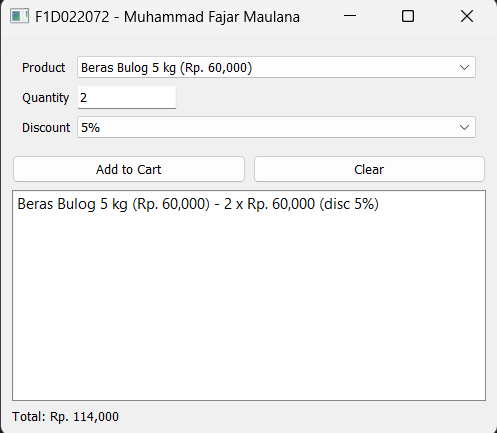 F1D022072 - Muhammad Fajar Maulana
Product Beras Bulog 5 kg (Rp. 60,000)
Quantity 2
Discount 5%
Add to Cart Clear
Beras Bulog 5 kg (Rp. 60,000) - 2 x Rp. 60,000 (disc 5%)
Total: Rp. 114,000